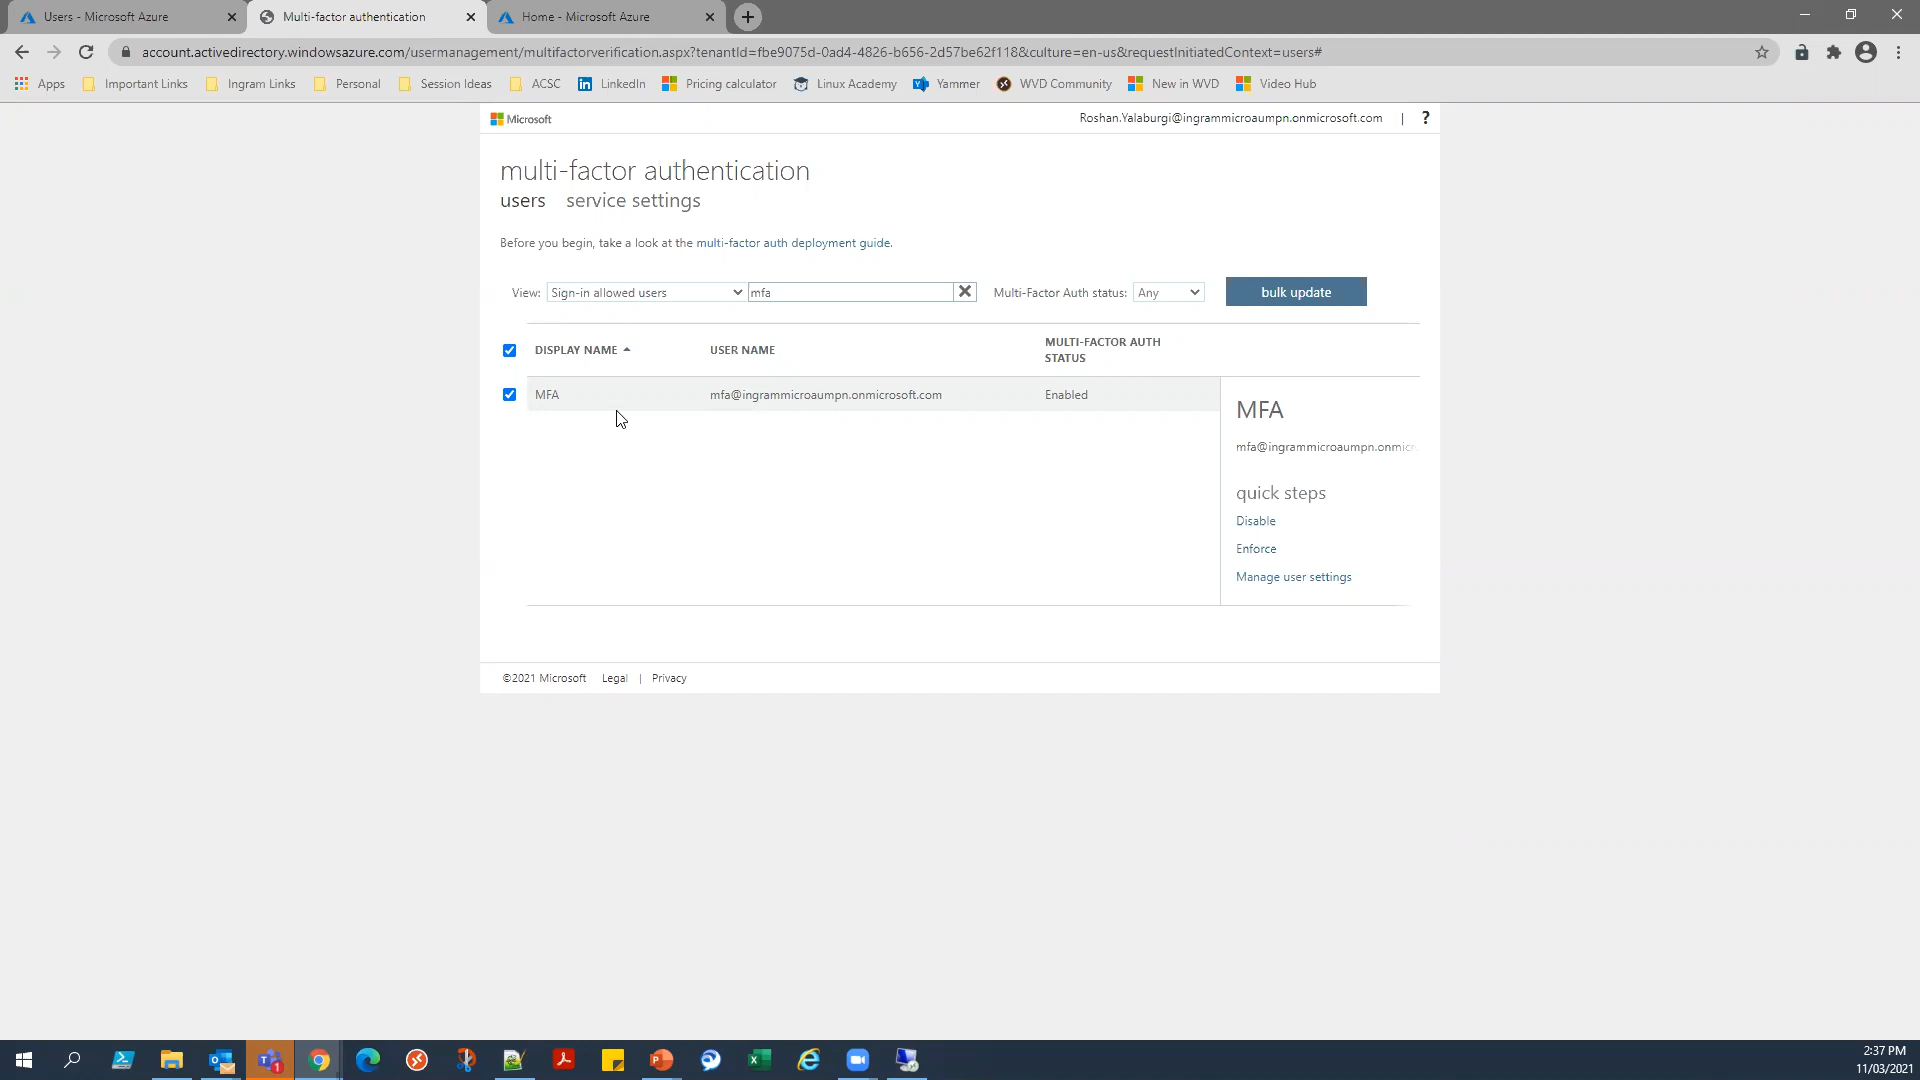 Users - Microsoft Azure
Multi-factor authentication
Home - Microsoft Azure
account.activedirectory.windowsazure.com/usermanagement/multifactorverification.aspx?tenantId=fbe9075d-0ad4-4826-b656-2d57be62f118&culture=en-us&requestInitiatedContext=users#
Apps Important Links Ingram Links Personal Session Ideas ACSC LinkedIn Pricing calculator Linux Academy Yammer WVD Community New in WVD Video Hub
Microsoft
Roshan.Yalaburgi@ingrammicroaumpn.onmicrosoft.com | ?
multi-factor authentication
users service settings
Before you begin, take a look at the multi-factor auth deployment guide.
View: Sign-in allowed users mfa Multi-Factor Auth status: Any bulk update
DISPLAY NAME USER NAME MULTI-FACTOR AUTH
STATUS
MFA mfa@ingrammicroaumpn.onmicrosoft.com Enabled
MFA
mfa@ingrammicroaumpn.onmicr
quick steps
Disable
Enforce
Manage user settings
©2021 Microsoft Legal | Privacy
2:37 PM
11/03/2021